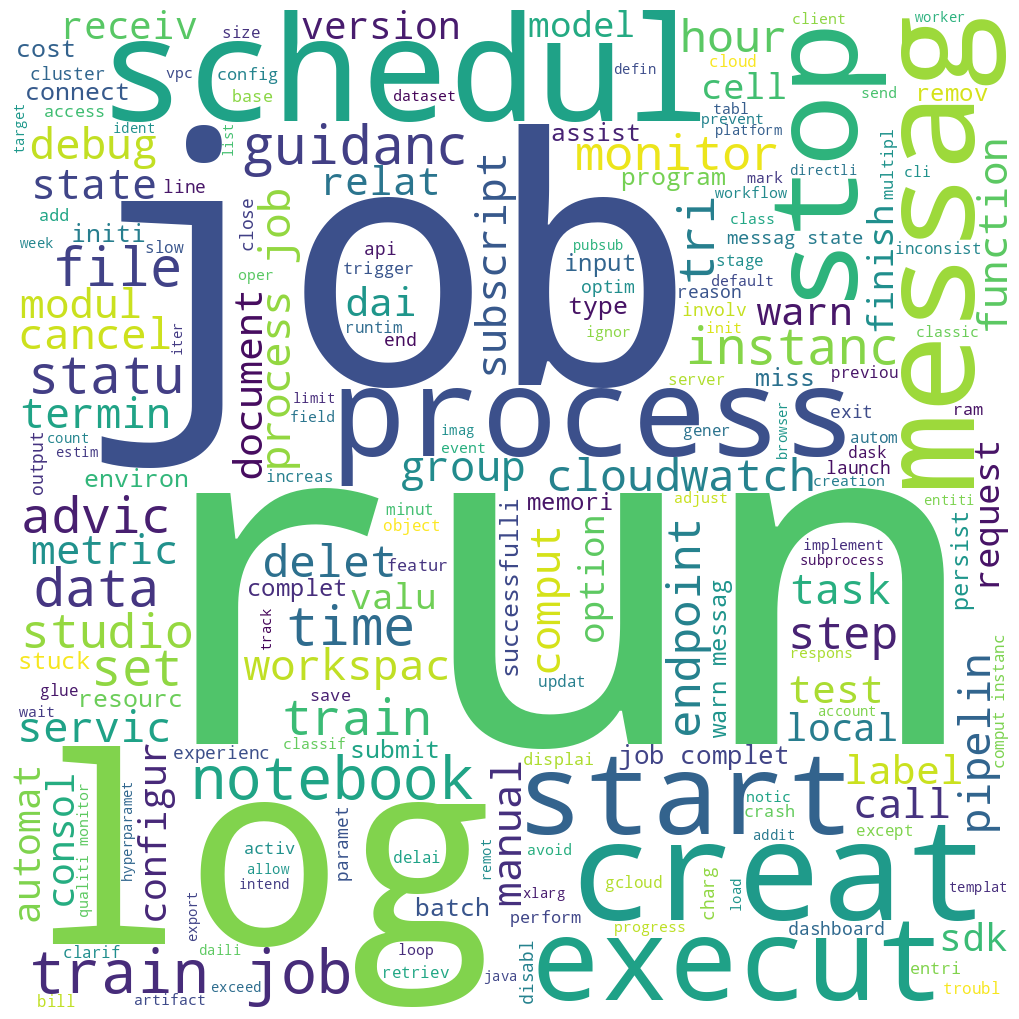 receiv
size
version
model
hour
client
worker
cost
schedul
stop
messag
cluster
vpc
config
defin
cloud
connect
base
dataset
cell
send
remov
target
access
ident
list
tabl
prevent
platform
debug
guidanc
assist
monitor
state
line
relat
subscript
program
mark
workflow
directli
multipl
cli
function
add
close
process job
job
api
trigger
pubsub
input
tri
class
messag state
finish
inconsist
week
initi
slow
oper
dai
optim
type
stage
default
reason
file
modul
iter
document
runtim
end
ignor
involv
init
warn
classic
cancel
instanc
statu
limit
process
server
miss
previou
termin
field
exit
ram
count
estim
output
imag
event
gener
browser
autom
dask
request
environ
increas
group
cloudwatch
launch
creation
entiti
advic
minut
object
memori
adjust
run
metric
delet
featur
successfulli
comput
option
endpoint
implement
subprocess
persist
data
complet
valu
warn messag
task
studio
track
time
step
stuck
set
workspac
updat
respons
glue
resourc
save
test
comput instanc
wait
servic
train
account
local
pipelin
experienc
classif
submit
displai
job complet
log
notebook
manual
start
label
automat
consol
qualiti monitor
hyperparamet
configur
paramet
notic
crash
call
activ
allow
intend
delai
remot
avoid
addit
except
creat
export
batch
xlarg
gcloud
charg
load
templat
perform
progress
dashboard
clarif
daili
loop
disabl
execut
sdk
train job
exceed
retriev
java
entri
bill
artifact
troubl